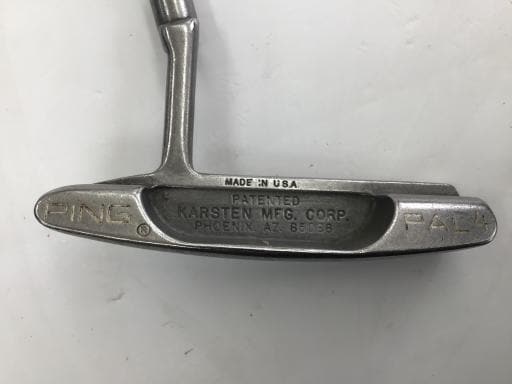 MADE IN U.S.A.
PATENTED
KARSTEN MFG. CORP.
PHOENIX, AZ. 85068
PING ®
PAL 4